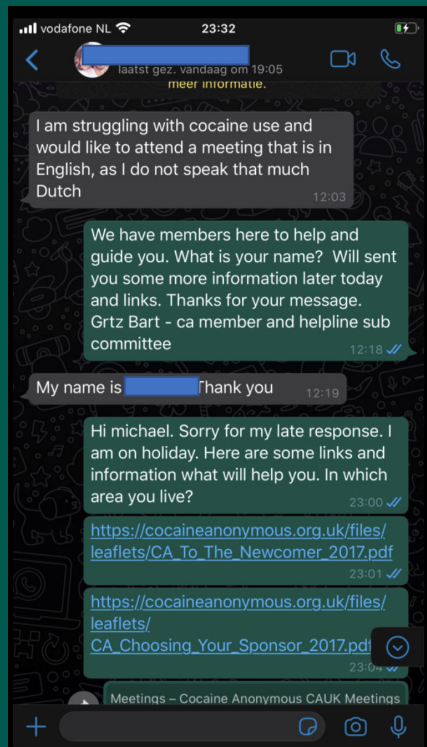 vodafone NL
23:32
laatst gez. vandaag om 19:05
meer informatie.
I am struggling with cocaine use and
would like to attend a meeting that is in
English, as I do not speak that much
Dutch
12:03
We have members here to help and
guide you. What is your name?  Will sent
you some more information later today
and links. Thanks for your message.
Grtz Bart - ca member and helpline sub
committee
12:18
My name is
Thank you
12:19
Hi michael. Sorry for my late response. I
am on holiday. Here are some links and
information what will help you. In which
area you live?
23:00
https://cocaineanonymous.org.uk/files/
leaflets/CA_To_The_Newcomer_2017.pdf
23:01
https://cocaineanonymous.org.uk/files/
leaflets/
CA_Choosing_Your_Sponsor_2017.pdf
23:04
Meetings – Cocaine Anonymous CAUK Meetings